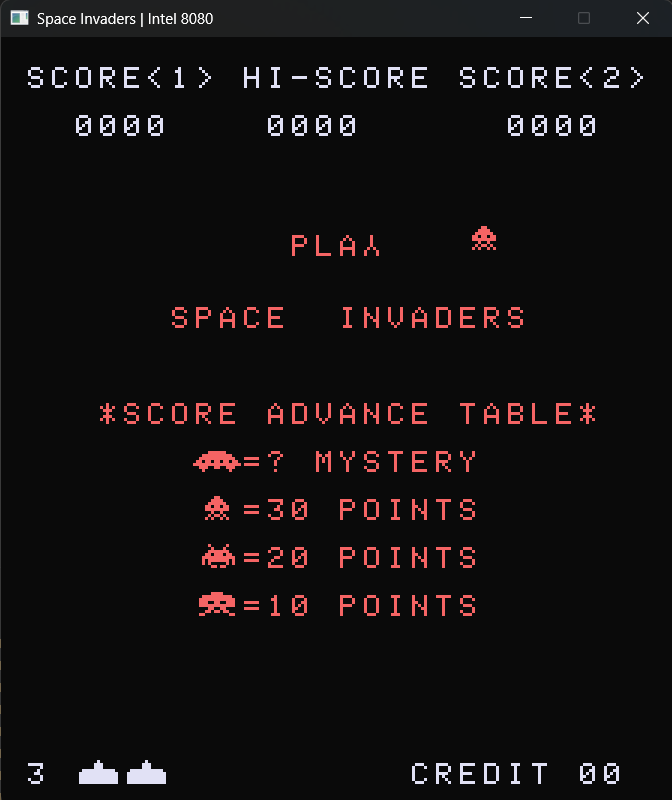 Space Invaders | Intel 8080
SCORE<1> HI-SCORE SCORE<2>
0000 0000 0000
PLAY
SPACE INVADERS
*SCORE ADVANCE TABLE*
=? MYSTERY
=30 POINTS
=20 POINTS
=10 POINTS
3 CREDIT 00